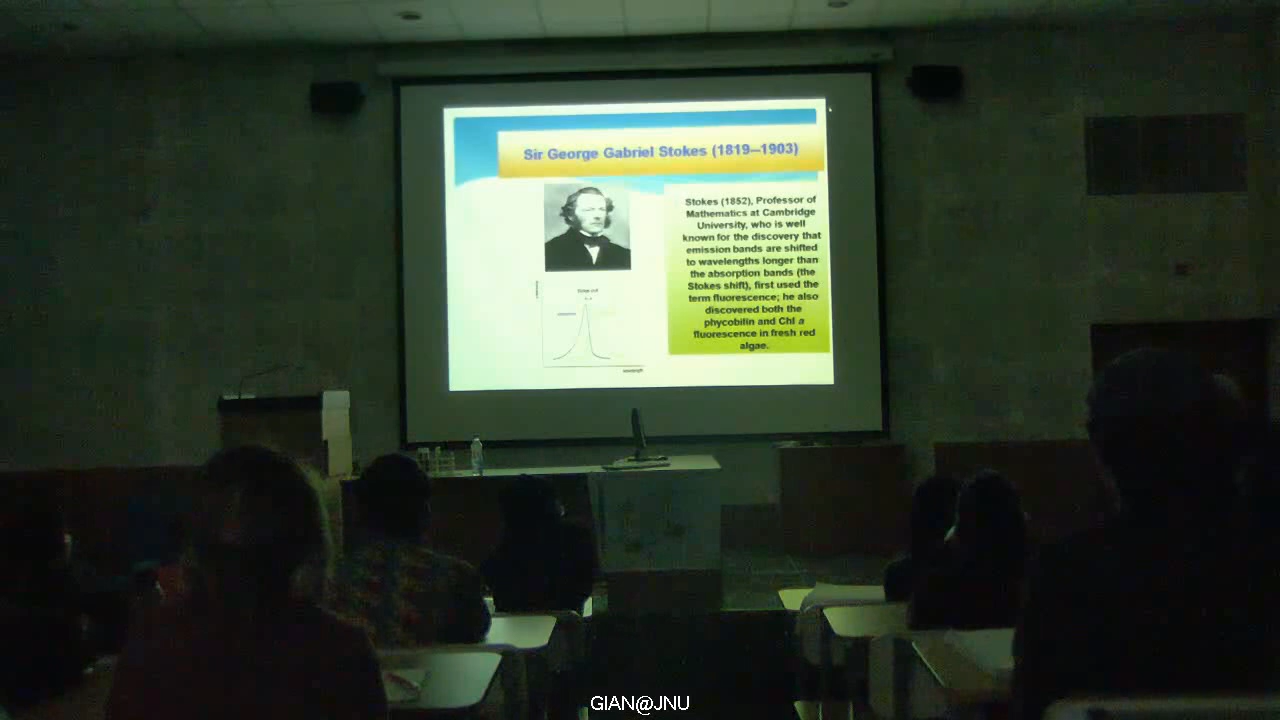 Sir George Gabriel Stokes (1819–1903)
Stokes (1852), Professor of
Mathematics at Cambridge
University, who is well
known for the discovery that
emission bands are shifted
to wavelengths longer than
the absorption bands (the
Stokes shift), first used the
term fluorescence; he also
discovered both the
phycobilin and Chl a
fluorescence in fresh red
algae.
GIAN@JNU